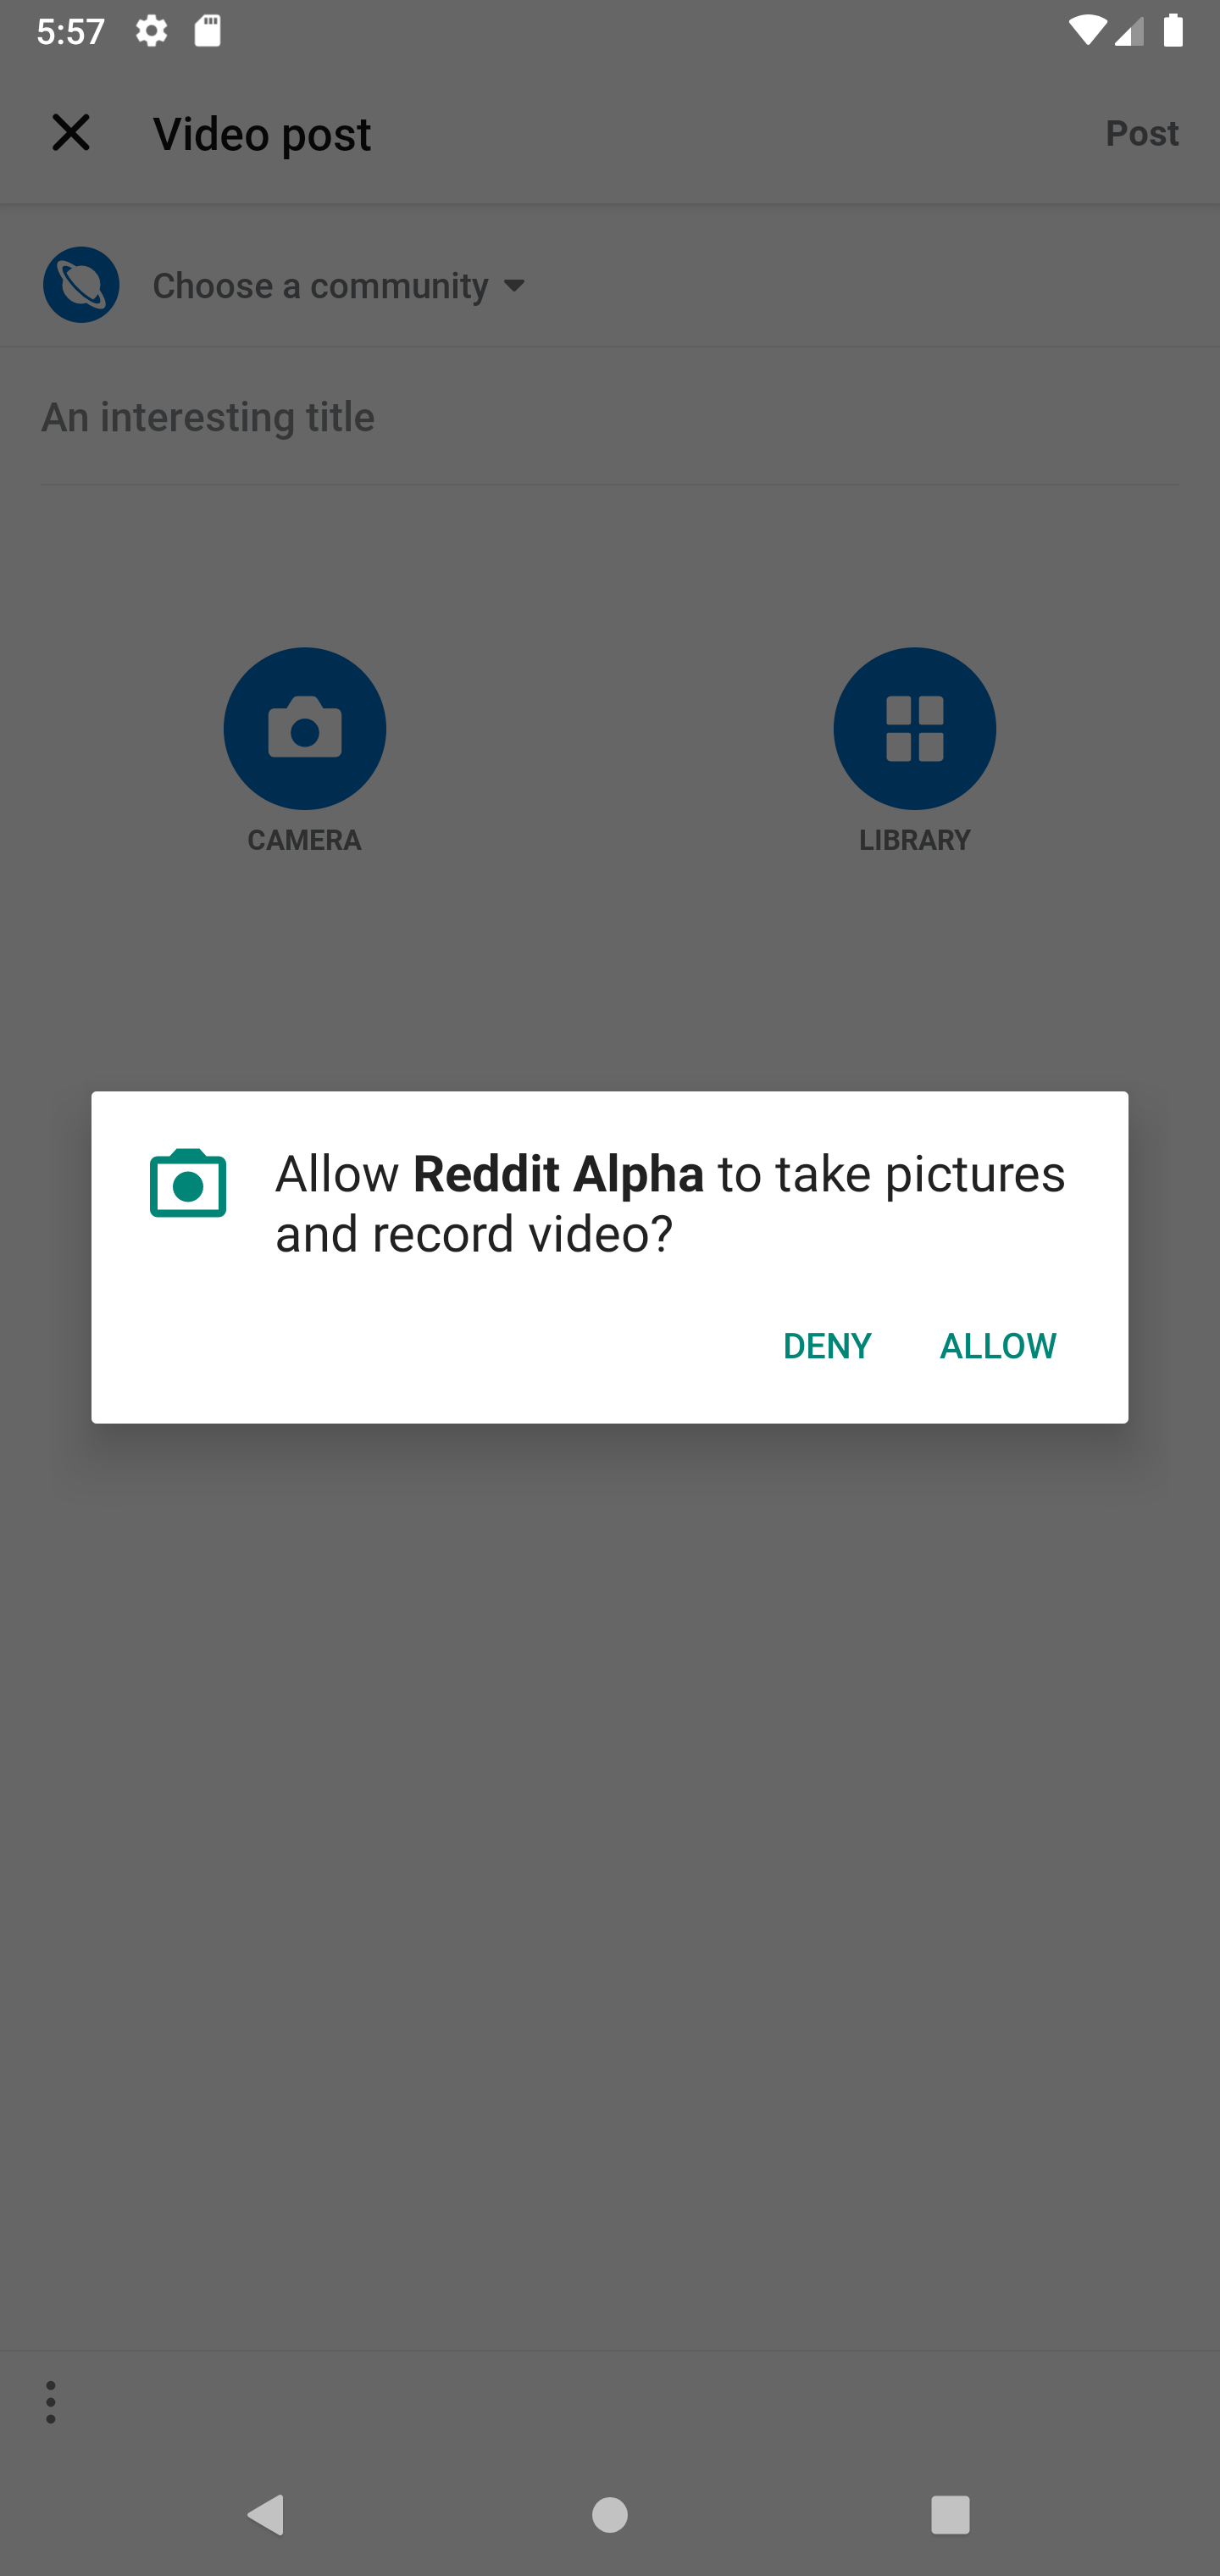 5:57
Video post
Post
Choose a community
An interesting title
CAMERA
LIBRARY
Allow Reddit Alpha to take pictures
and record video?
DENY
ALLOW